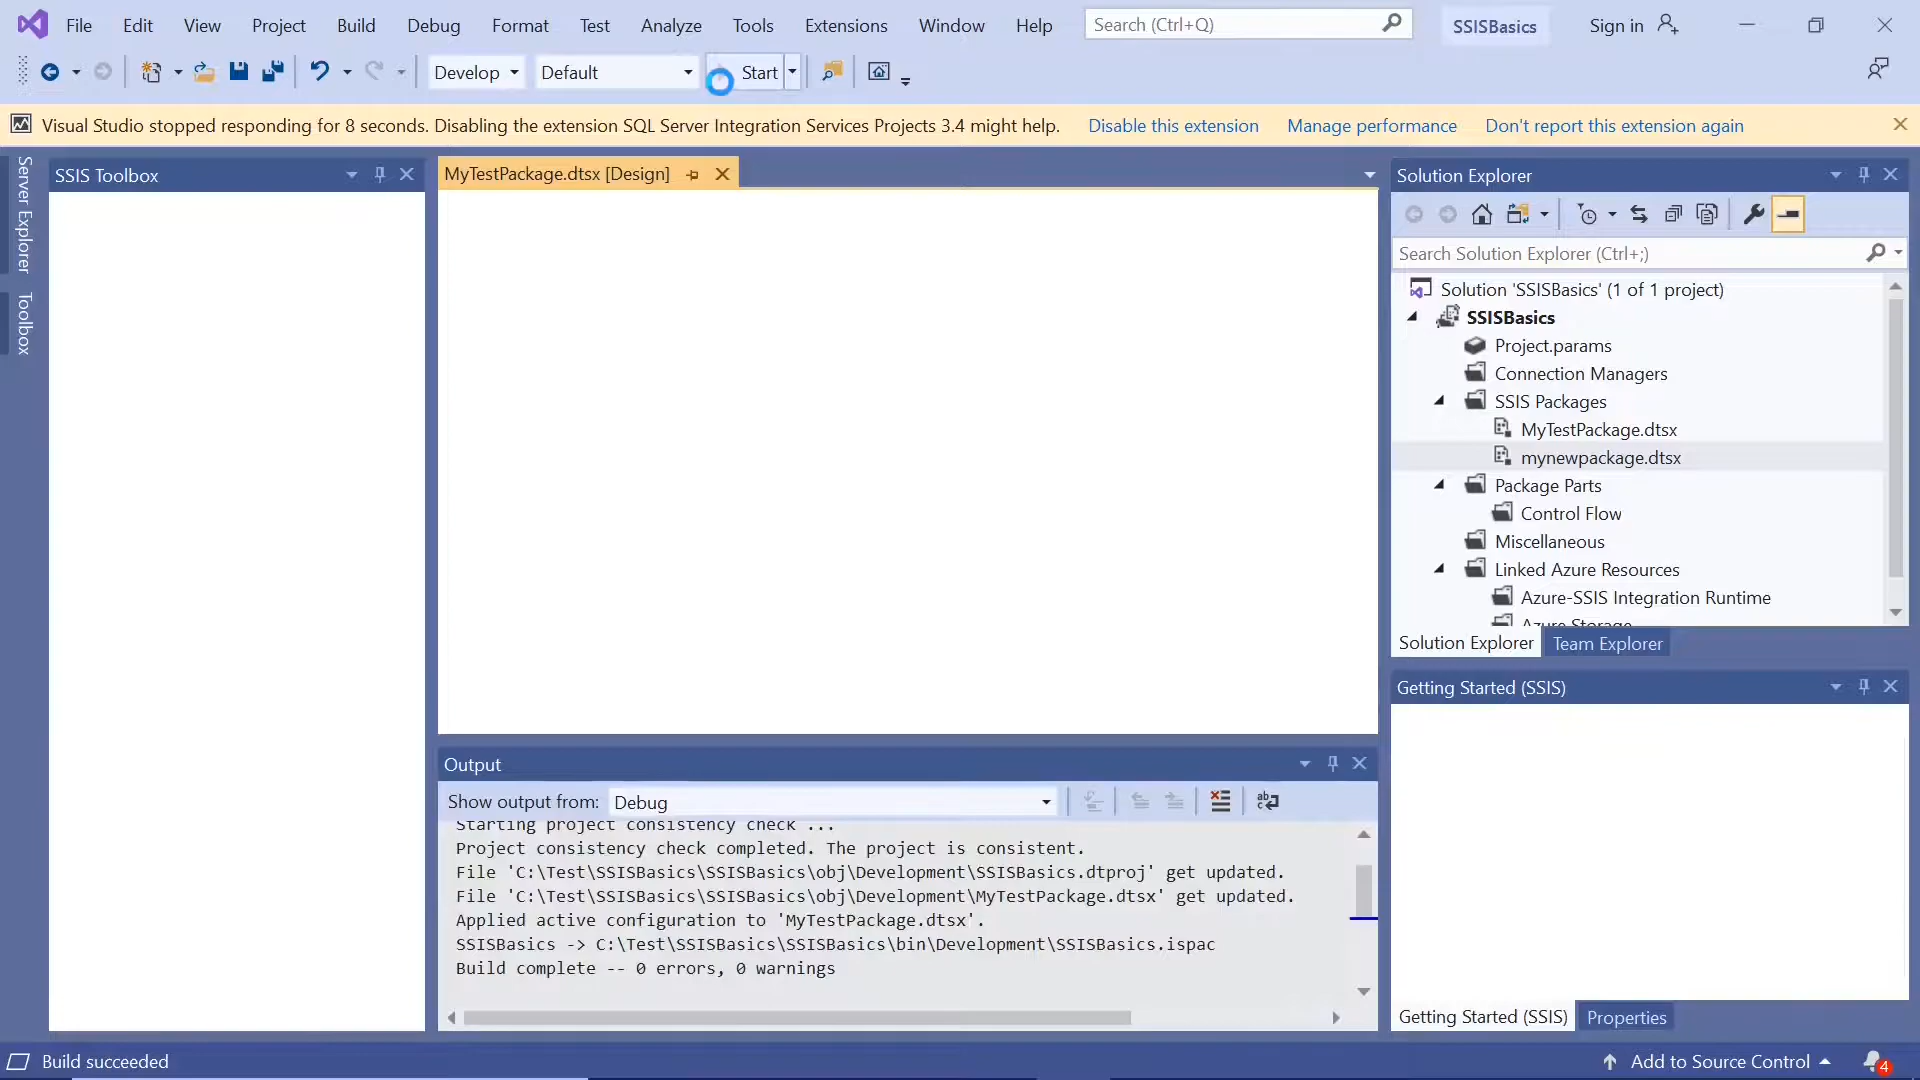 File Edit View Project Build Debug Format Test Analyze Tools Extensions Window Help Search (Ctrl+Q) SSISBasics Sign in
Develop Default Start
Visual Studio stopped responding for 8 seconds. Disabling the extension SQL Server Integration Services Projects 3.4 might help. Disable this extension Manage performance Don't report this extension again
Server Explorer
Toolbox
SSIS Toolbox
MyTestPackage.dtsx [Design]
Solution Explorer
Search Solution Explorer (Ctrl+;)
Solution 'SSISBasics' (1 of 1 project)
SSISBasics
Project.params
Connection Managers
SSIS Packages
MyTestPackage.dtsx
mynewpackage.dtsx
Package Parts
Control Flow
Miscellaneous
Linked Azure Resources
Azure-SSIS Integration Runtime
Azure Storage
Solution Explorer Team Explorer
Getting Started (SSIS)
Getting Started (SSIS) Properties
Output
Show output from: Debug
Starting project consistency check ...
Project consistency check completed. The project is consistent.
File 'C:\Test\SSISBasics\SSISBasics\obj\Development\SSISBasics.dtproj' get updated.
File 'C:\Test\SSISBasics\SSISBasics\obj\Development\MyTestPackage.dtsx' get updated.
Applied active configuration to 'MyTestPackage.dtsx'.
SSISBasics -> C:\Test\SSISBasics\SSISBasics\bin\Development\SSISBasics.ispac
Build complete -- 0 errors, 0 warnings
Build succeeded Add to Source Control 4